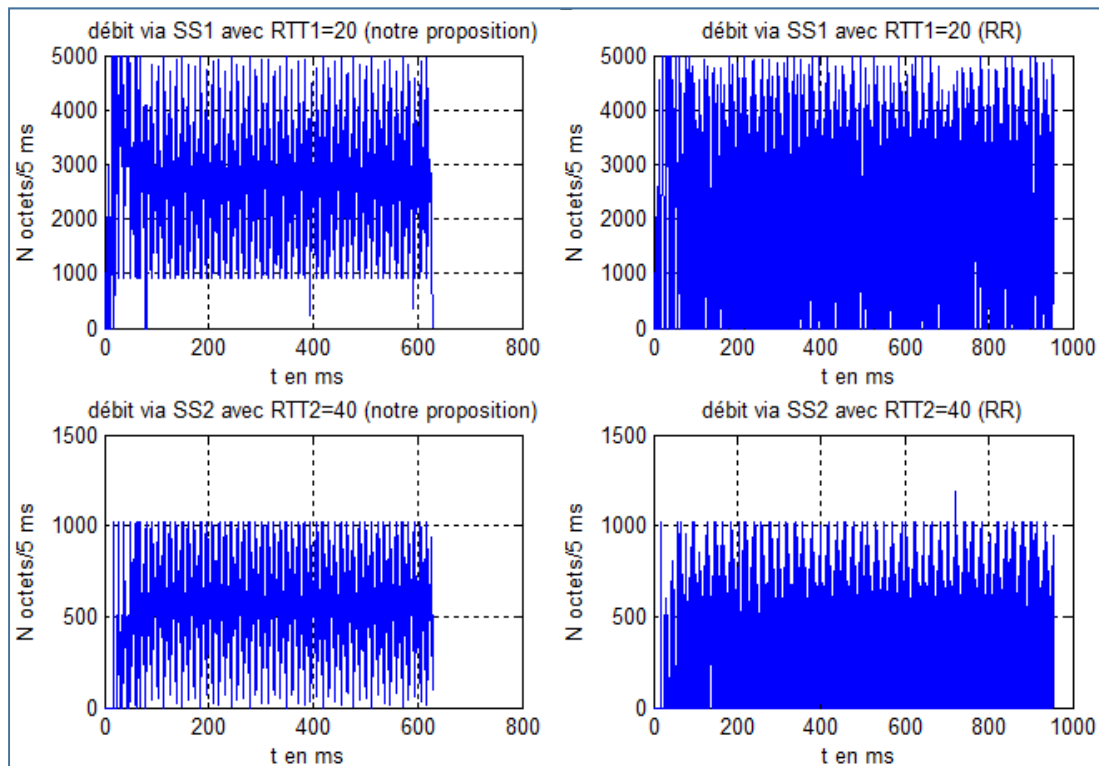 débit via SS1 avec RTT1=20 (notre proposition)
5000
4000
3000
2000
1000
0
N octets/5 ms
0 200 400 600 800
t en ms
débit via SS1 avec RTT1=20 (RR)
5000
4000
3000
2000
1000
0
N octets/5 ms
0 200 400 600 800 1000
t en ms
débit via SS2 avec RTT2=40 (notre proposition)
1500
1000
500
0
N octets/5 ms
0 200 400 600 800
t en ms
débit via SS2 avec RTT2=40 (RR)
1500
1000
500
0
N octets/5 ms
0 200 400 600 800 1000
t en ms